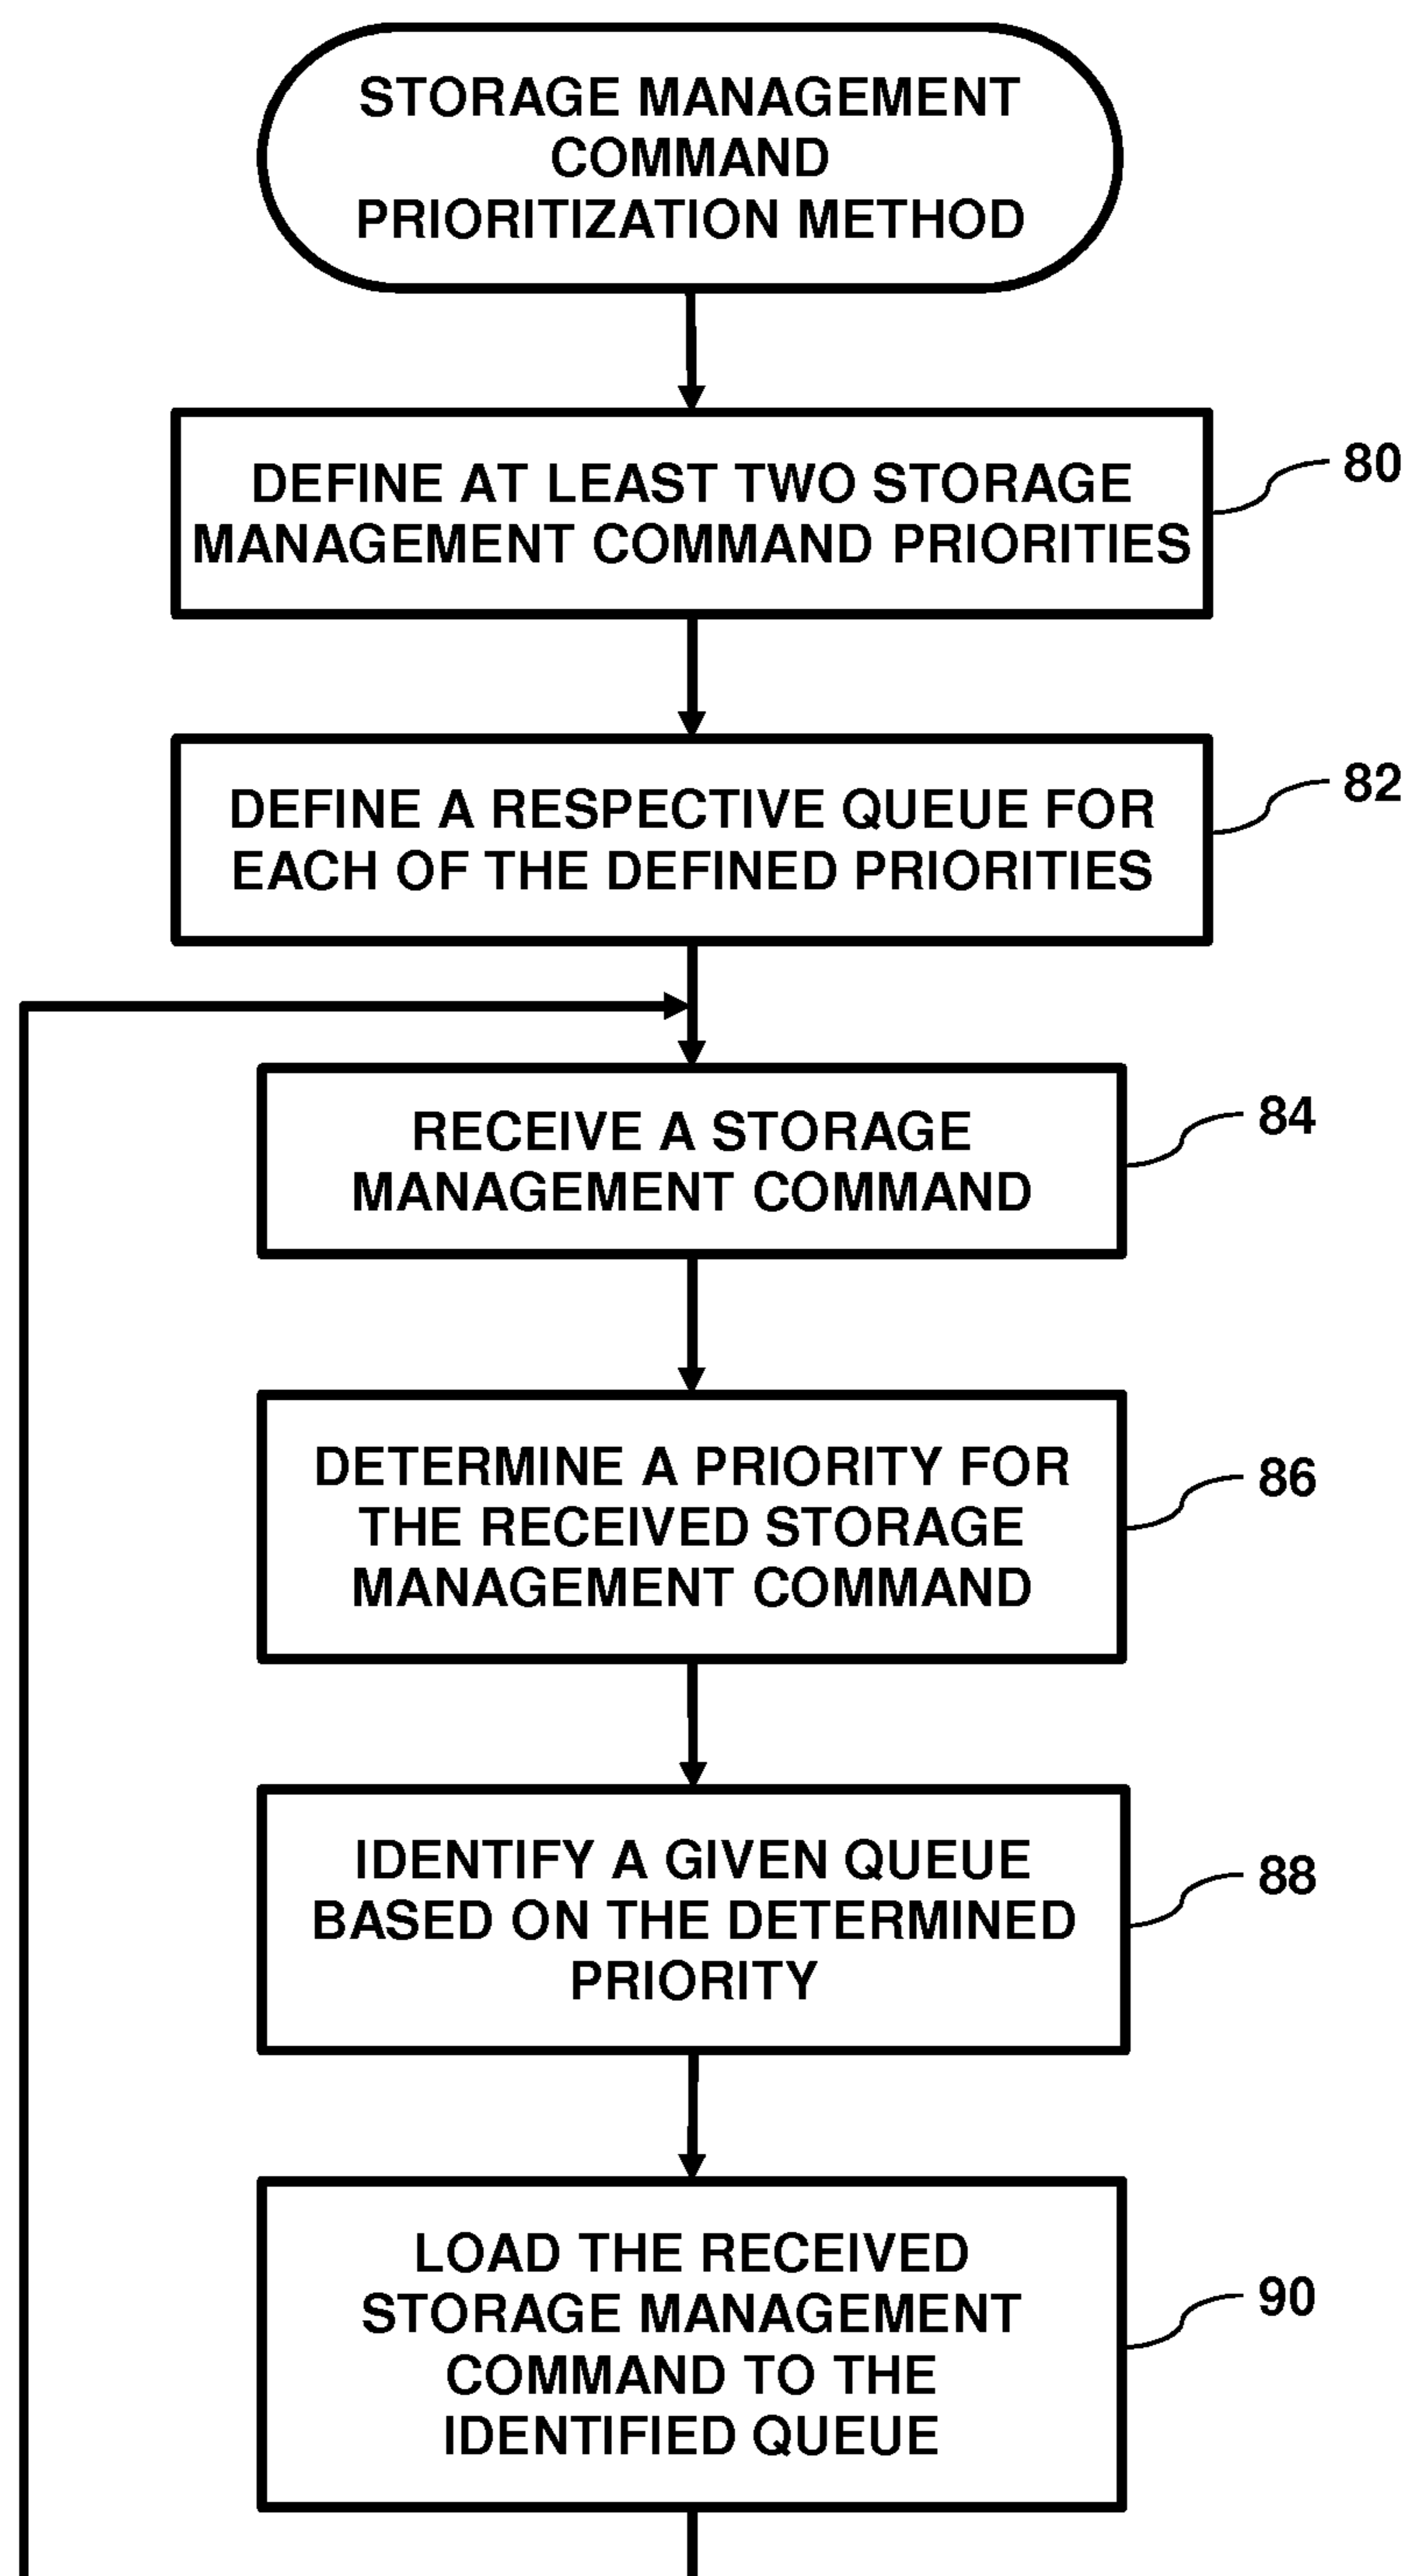 STORAGE MANAGEMENT
COMMAND
PRIORITIZATION METHOD
DEFINE AT LEAST TWO STORAGE
MANAGEMENT COMMAND PRIORITIES
80
DEFINE A RESPECTIVE QUEUE FOR
EACH OF THE DEFINED PRIORITIES
82
RECEIVE A STORAGE
MANAGEMENT COMMAND
84
DETERMINE A PRIORITY FOR
THE RECEIVED STORAGE
MANAGEMENT COMMAND
86
IDENTIFY A GIVEN QUEUE
BASED ON THE DETERMINED
PRIORITY
88
LOAD THE RECEIVED
STORAGE MANAGEMENT
COMMAND TO THE
IDENTIFIED QUEUE
90